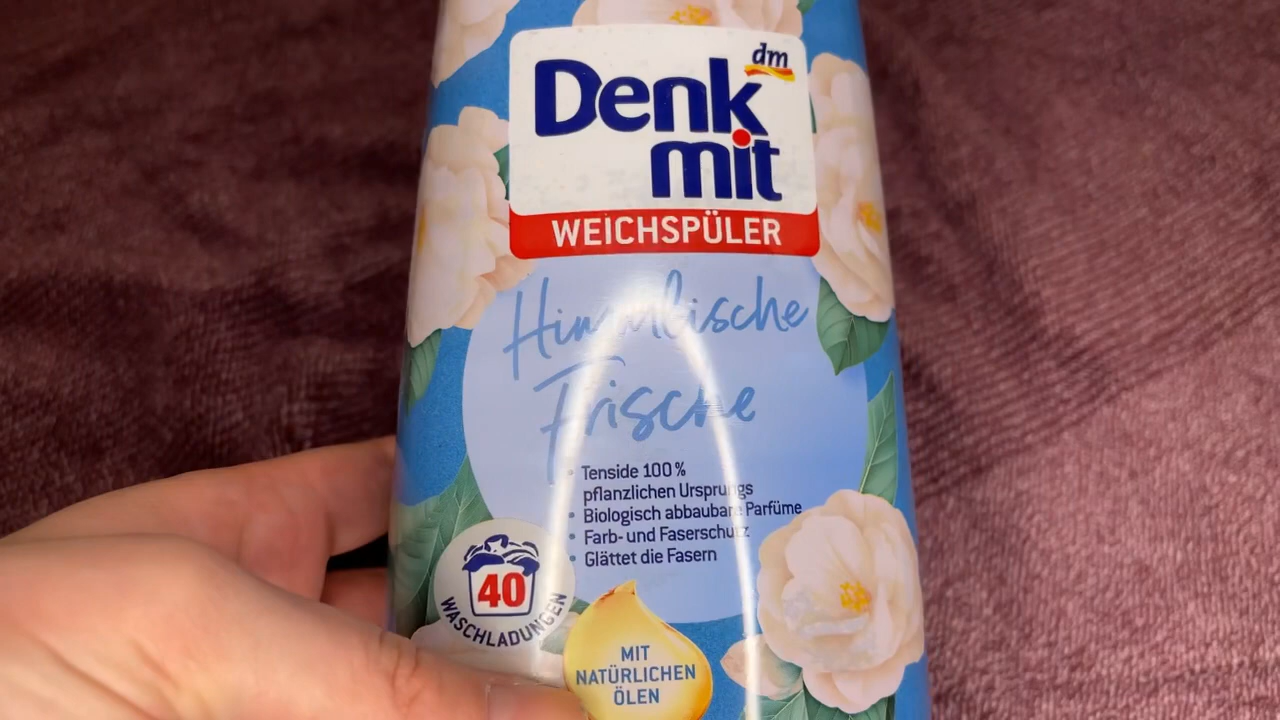 dm
Denk
mit
WEICHSPÜLER
Himmlische
Frische
• Tenside 100 %
pflanzlichen Ursprungs
• Biologisch abbaubare Parfüme
• Farb- und Faserschutz
• Glättet die Fasern
40
WASCHLADUNGEN
MIT
NATÜRLICHEN
ÖLEN